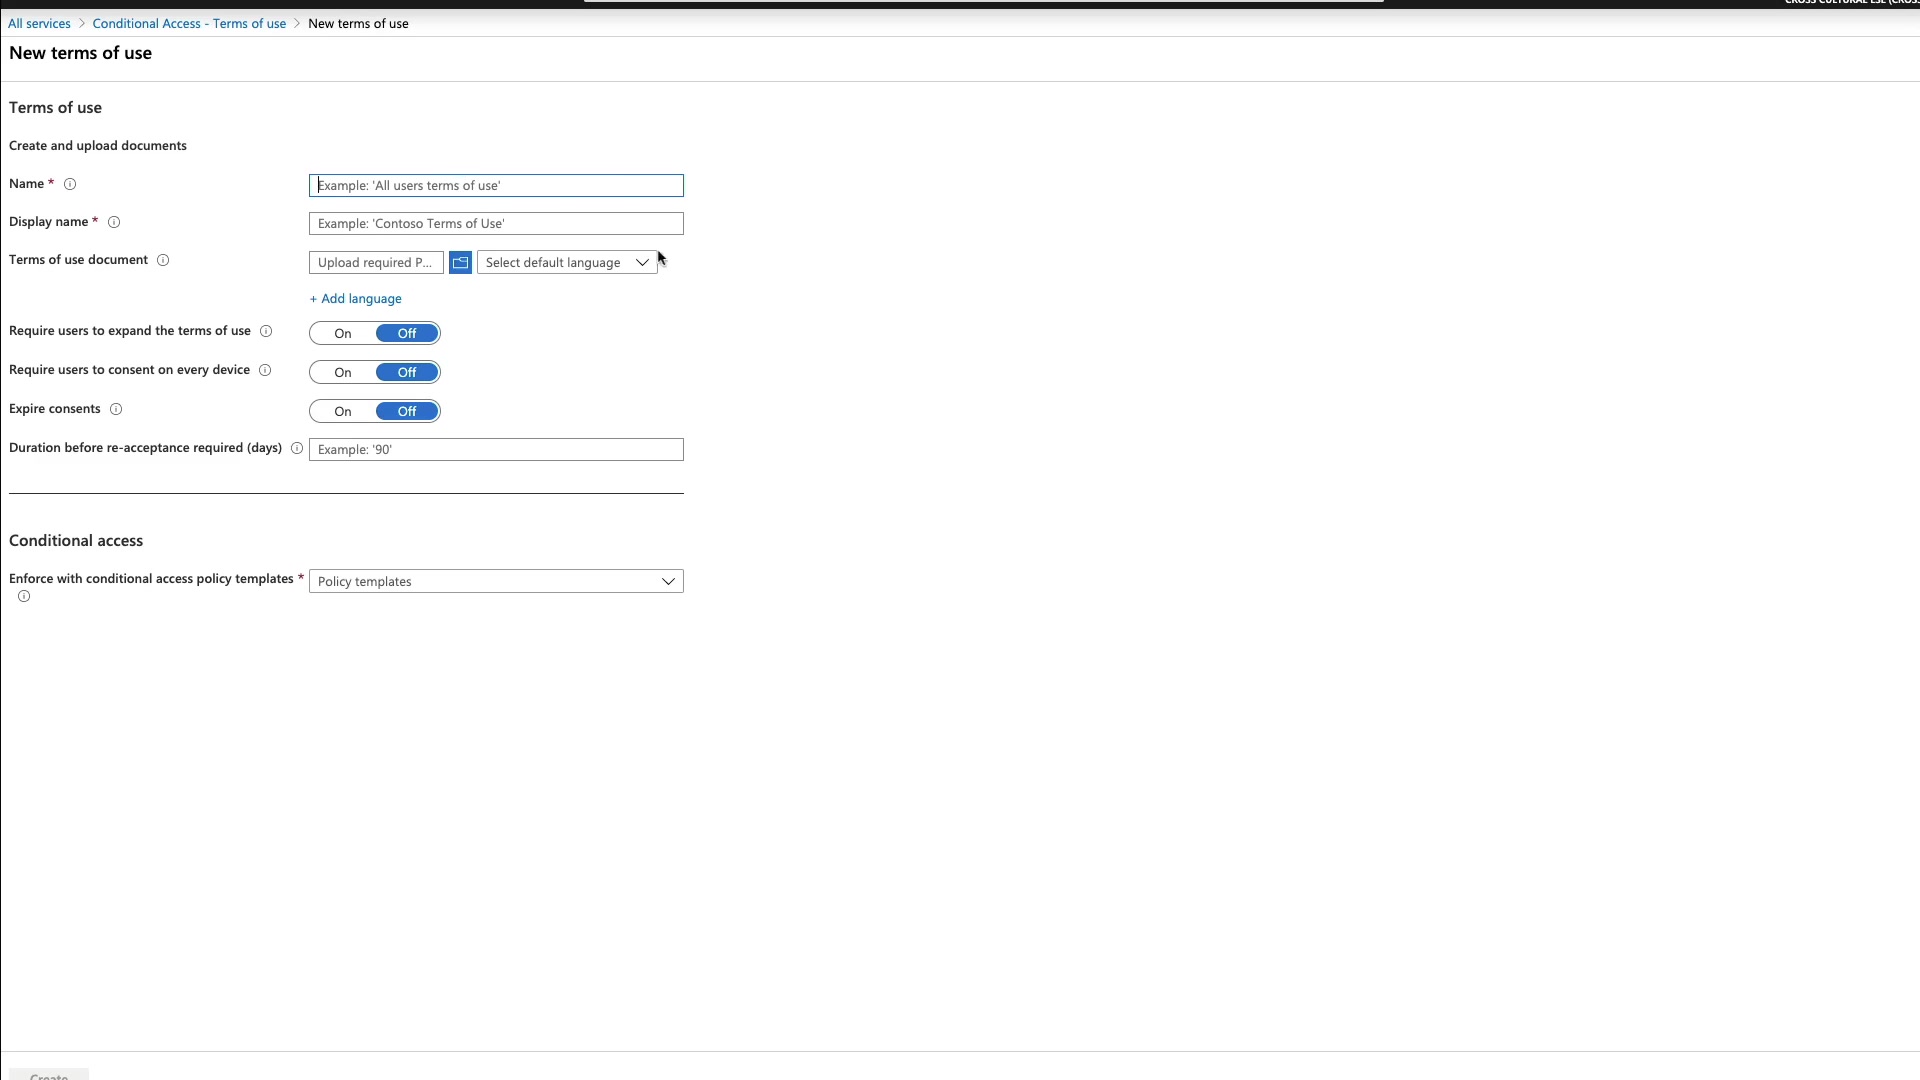 All services > Conditional Access - Terms of use > New terms of use
New terms of use
Terms of use
Create and upload documents
Name *
Example: 'All users terms of use'
Display name *
Example: 'Contoso Terms of Use'
Terms of use document
Upload required P... Select default language
+ Add language
Require users to expand the terms of use
On Off
Require users to consent on every device
On Off
Expire consents
On Off
Duration before re-acceptance required (days)
Example: '90'
Conditional access
Enforce with conditional access policy templates *
Policy templates
Create